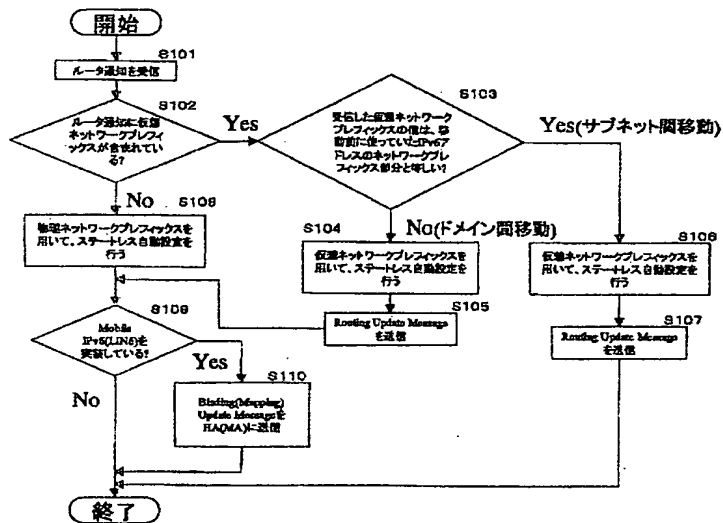 開始
S101
ルータ通知を受信
S102
ルータ通知に仮想
ネットワークプレフィ
ックスが含まれてい
る?
Yes
No
S103
受信した仮想ネットワーク
プレフィックスの値は、移
動前に使っていたIPv6ア
ドレスのネットワークプレ
フィックス部分と等しい?
Yes(サブネット間移動)
No(ドメイン間移動)
S108
物理ネットワークプレフィックスを
用いて、ステートレス自動設定を
行う
S104
仮想ネットワークプレフィックスを
用いて、ステートレス自動設定を
行う
S106
仮想ネットワークプレフィックスを
用いて、ステートレス自動設定を
行う
S105
Routing Update Message
を送信
S107
Routing Update Message
を送信
S109
Mobile
IPv6(LIN6)を
実装している?
Yes
No
S110
Binding(Mapping)
Update Messageを
HA(MA)に送信
終了